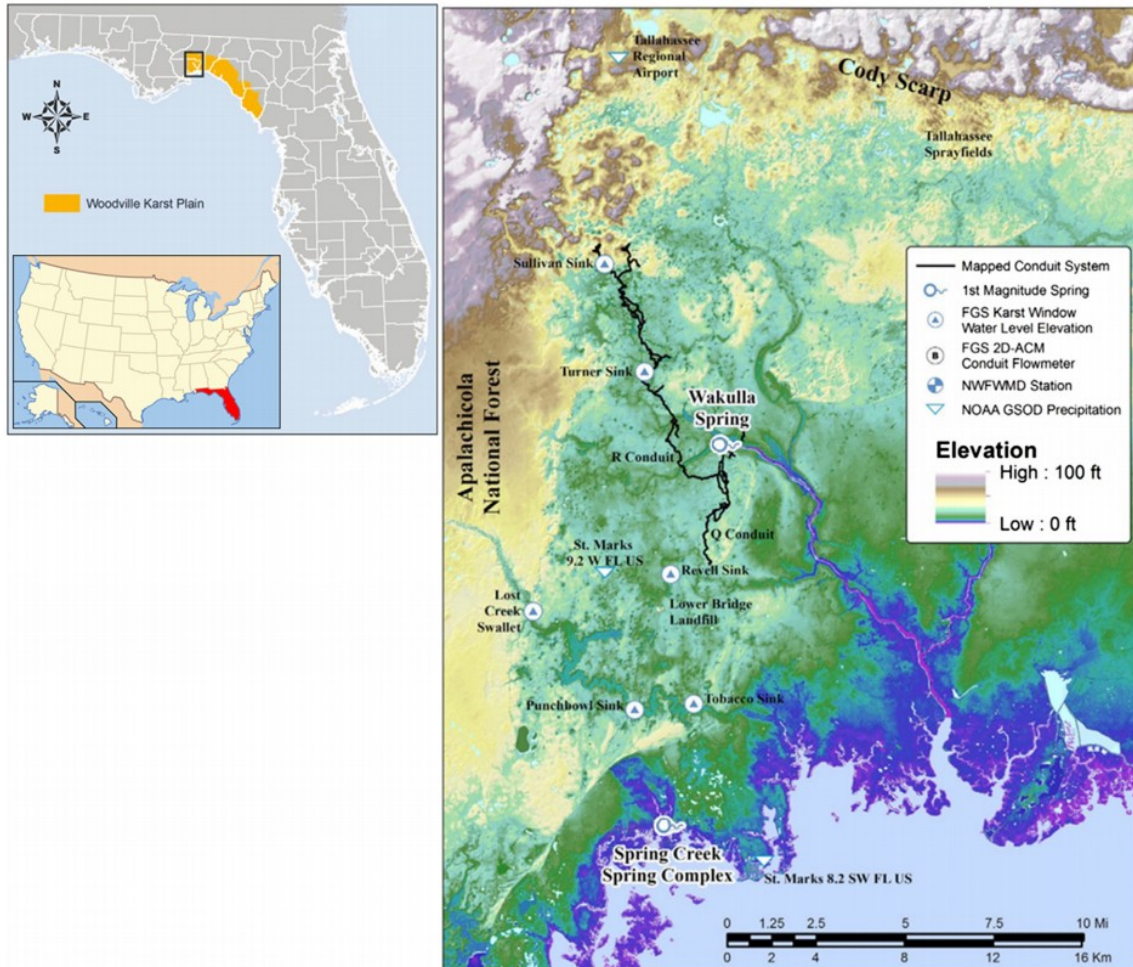 N
W
E
S
Woodville Karst Plain
Tallahassee
Regional
Airport
Cody Scarp
Tallahassee
Sprayfields
Sullivan Sink
Turner Sink
Wakulla
Spring
R Conduit
Apalachicola
National Forest
Q Conduit
St. Marks
9.2 W FL US
Revell Sink
Lost
Creek
Swallet
Lower Bridge
Landfill
Punchbowl Sink
Tobacco Sink
Spring Creek
Spring Complex
St. Marks 8.2 SW FL US
Mapped Conduit System
1st Magnitude Spring
FGS Karst Window
Water Level Elevation
B
FGS 2D-ACM
Conduit Flowmeter
NWFWMD Station
NOAA GSOD Precipitation
Elevation
High : 100 ft
Low : 0 ft
0 1.25 2.5 5 7.5 10 Mi
0 2 4 8 12 16 Km